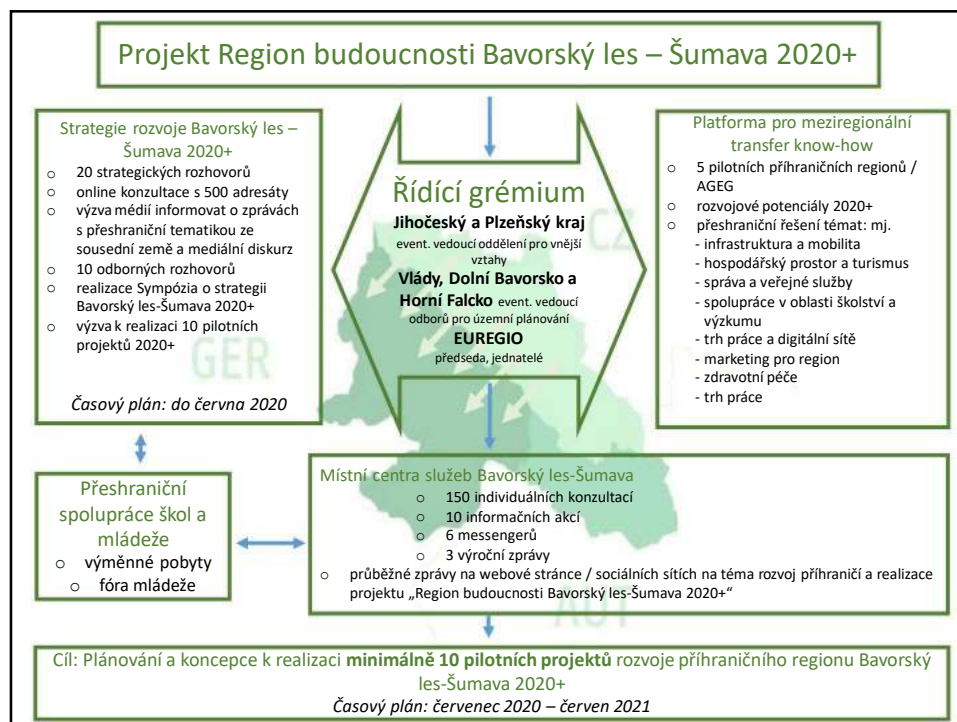 Projekt Region budoucnosti Bavorský les – Šumava 2020+
Strategie rozvoje Bavorský les –
Šumava 2020+
o 20 strategických rozhovorů
o online konzultace s 500 adresáty
o výzva médií informovat o zprávách
s přeshraniční tematikou ze
sousední země a mediální diskurz
o 10 odborných rozhovorů
o realizace Sympózia o strategii
Bavorský les-Šumava 2020+
o výzva k realizaci 10 pilotních
projektů 2020+
Časový plán: do června 2020
Řídící grémium
Jihočeský a Plzeňský kraj
event. vedoucí oddělení pro vnější
vztahy
Vlády, Dolní Bavorsko a
Horní Falcko event. vedoucí
odborů pro územní plánování
EUREGIO
předseda, jednatelé
Platforma pro meziregionální
transfer know-how
o 5 pilotních příhraničních regionů /
AGEG
o rozvojové potenciály 2020+
o přeshraniční řešení témat: mj.
- infrastruktura a mobilita
- hospodářský prostor a turismus
- správa a veřejné služby
- spolupráce v oblasti školství a
výzkumu
- trh práce a digitální sítě
- marketing pro region
- zdravotní péče
- trh práce
CZ
GER
Přeshraniční
spolupráce škol a
mládeže
o výměnné pobyty
o fóra mládeže
Místní centra služeb Bavorský les-Šumava
o 150 individuálních konzultací
o 10 informačních akcí
o 6 messengerů
o 3 výroční zprávy
o průběžné zprávy na webové stránce / sociálních sítích na téma rozvoj příhraničí a realizace
projektu „Region budoucnosti Bavorský les-Šumava 2020+“
AUT
Cíl: Plánování a koncepce k realizaci minimálně 10 pilotních projektů rozvoje příhraničního regionu Bavorský
les-Šumava 2020+
Časový plán: červenec 2020 – červen 2021